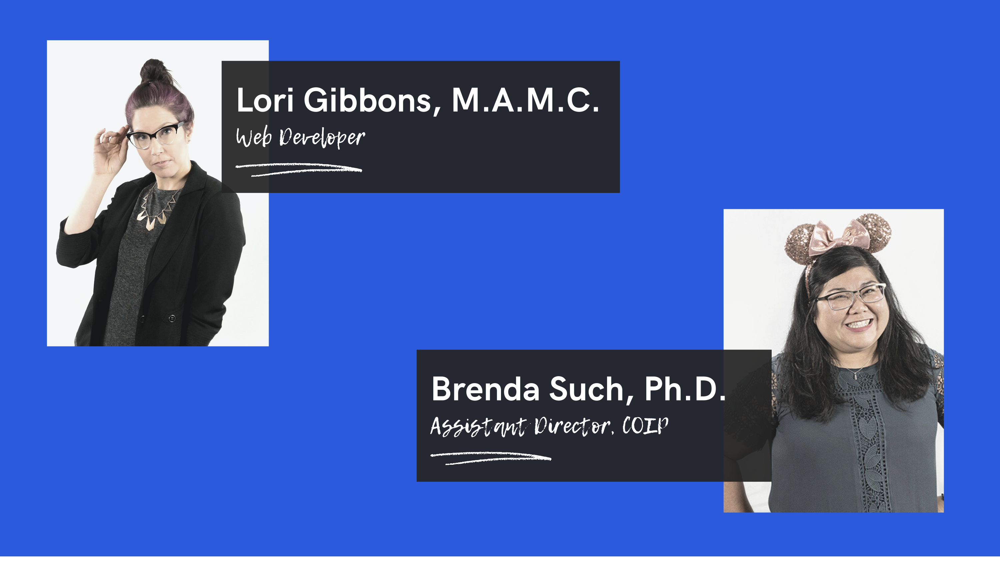 Lori Gibbons, M.A.M.C.
Web Developer
Brenda Such, Ph.D.
Assistant Director, COIP